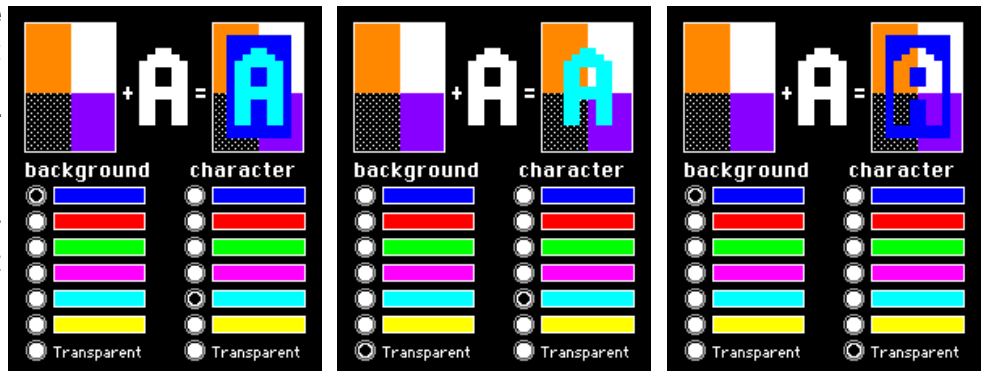 + A = A
background character
Transparent Transparent
+ A = A
background character
Transparent Transparent
+ A = A
background character
Transparent Transparent